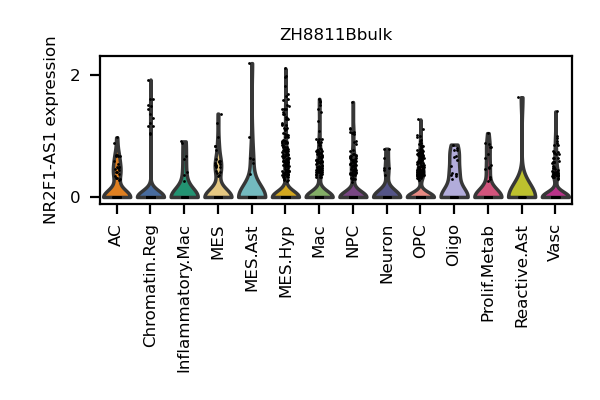 ZH8811Bbulk
NR2F1-AS1 expression
2
0
AC
Chromatin.Reg
Inflammatory.Mac
MES
MES.Ast
MES.Hyp
Mac
NPC
Neuron
OPC
Oligo
Prolif.Metab
Reactive.Ast
Vasc